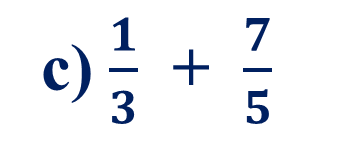 c) 1/3 + 7/5